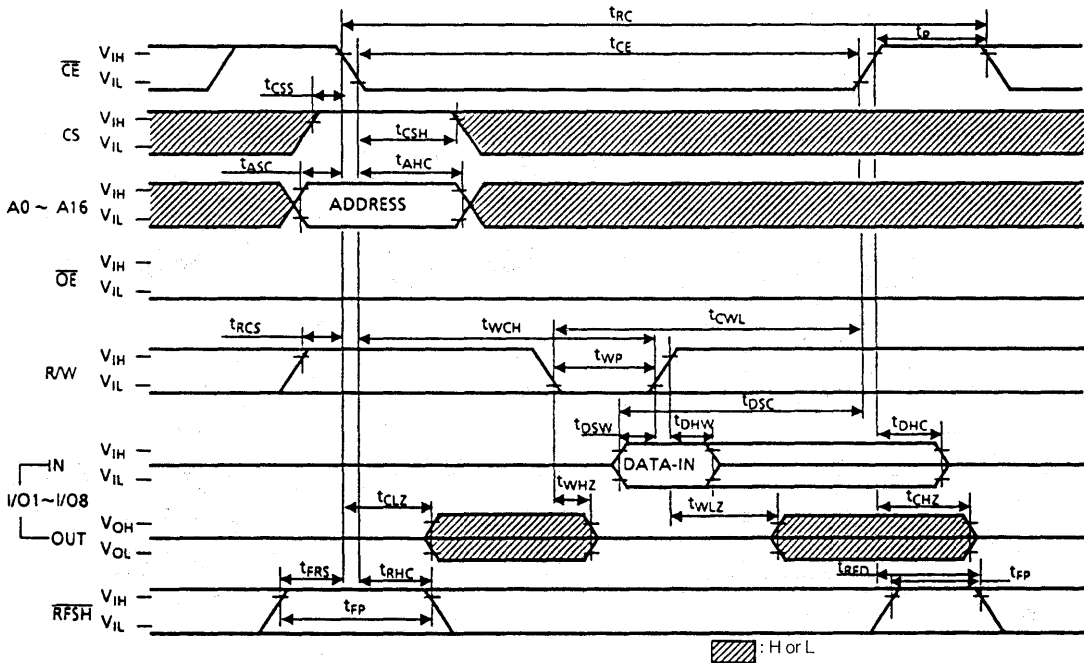 tRC
tCE
tP
CE
VIH
VIL
tCSS
CS
VIH
VIL
tCSH
tASC
tAHC
A0 ~ A16
VIH
VIL
ADDRESS
OE
VIH
VIL
tRCS
tWCH
tCWL
R/W
VIH
VIL
tWP
tDSC
tDSW
tDHW
tDHC
IN
VIH
VIL
DATA-IN
I/O1~I/O8
tWHZ
tCLZ
tWLZ
tCHZ
OUT
VOH
VOL
tFRS
tRHC
tRFD
tFP
RFSH
VIH
VIL
tFP
: H or L